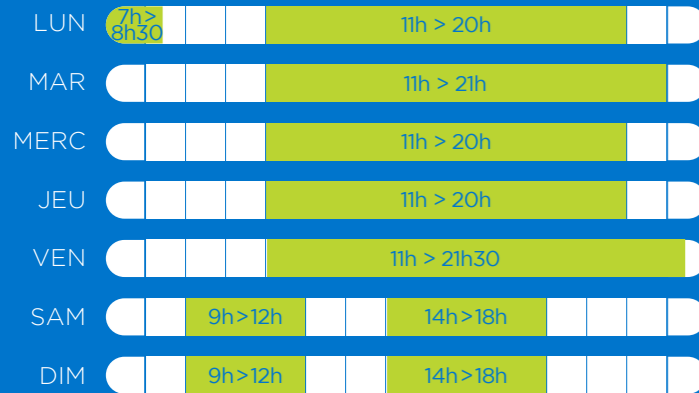 LUN 7h> 11h > 20h
8h30
MAR 11h > 21h
MERC 11h > 20h
JEU 11h > 20h
VEN 11h > 21h30
SAM 9h>12h 14h>18h
DIM 9h>12h 14h>18h